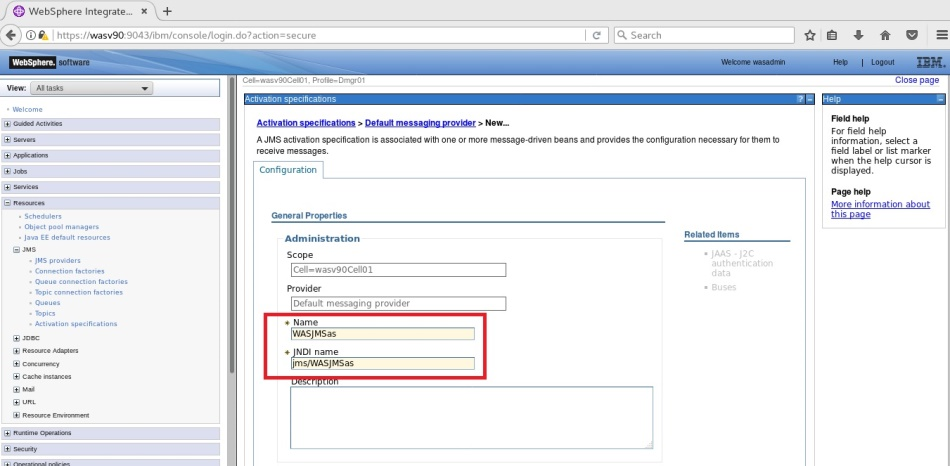 WebSphere Integrate...
https://wasv90:9043/ibm/console/login.do?action=secure
Search
WebSphere. software
Welcome wasadmin
Help | Logout
IBM.
View: All tasks
Welcome
Guided Activities
Servers
Applications
Jobs
Services
Resources
Schedulers
Object pool managers
Java EE default resources
JMS
JMS providers
Connection factories
Queue connection factories
Topic connection factories
Queues
Topics
Activation specifications
JDBC
Resource Adapters
Concurrency
Cache instances
Mail
URL
Resource Environment
Runtime Operations
Security
Operational policies
Cell=wasv90Cell01, Profile=Dmgr01
Close page
Activation specifications
Activation specifications > Default messaging provider > New...
A JMS activation specification is associated with one or more message-driven beans and provides the configuration necessary for them to
receive messages.
Configuration
General Properties
Administration
Scope
Cell=wasv90Cell01
Provider
Default messaging provider
Name
WASJMSas
JNDI name
jms/WASJMSas
Description
Related Items
JAAS - J2C
authentication
data
Buses
Help
Field help
For field help
information, select a
field label or list marker
when the help cursor is
displayed.
Page help
More information about
this page